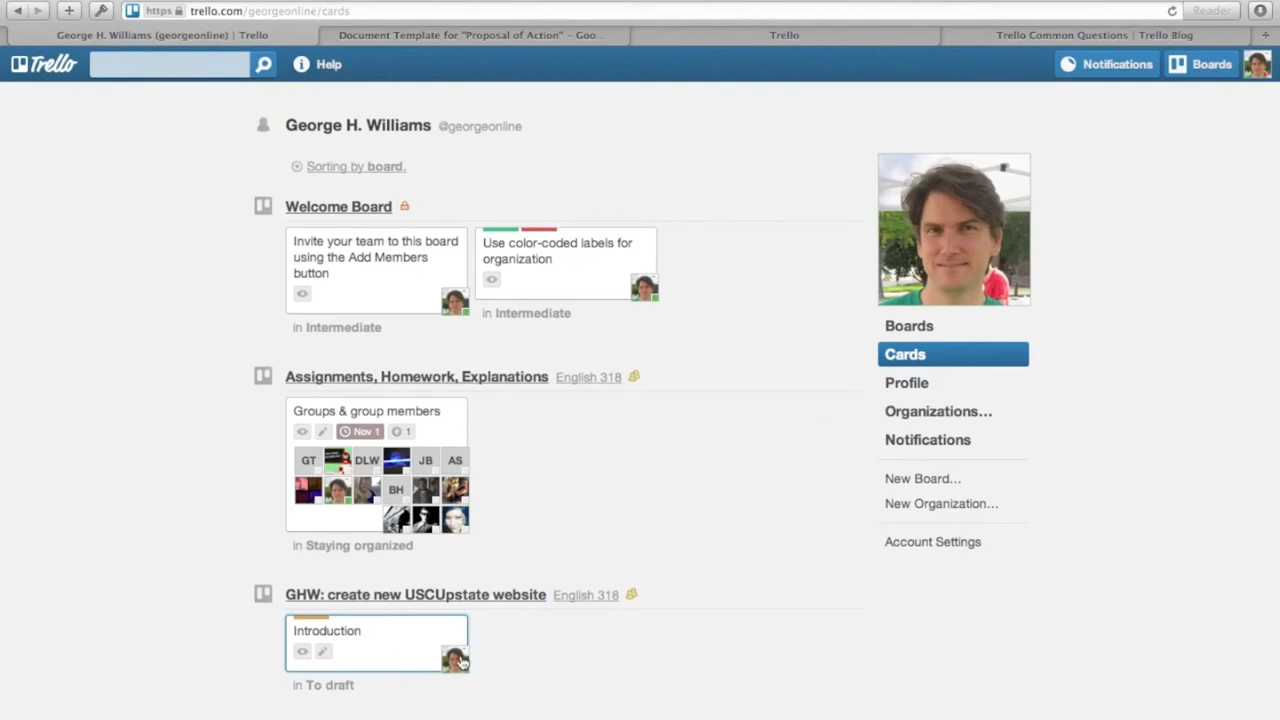 https trello.com/georgeonline/cards
Reader
George H. Williams (georgeonline) | Trello
Document Template for "Proposal of Action" – Goo...
Trello
Trello Common Questions | Trello Blog
Trello
Help
Notifications
Boards
George H. Williams @georgeonline
Sorting by board.
Welcome Board
Invite your team to this board
using the Add Members
button
in Intermediate
Use color-coded labels for
organization
in Intermediate
Assignments, Homework, Explanations English 318
Groups & group members
Nov 1
1
GT
DLW
JB
AS
BH
in Staying organized
GHW: create new USCUpstate website English 318
Introduction
in To draft
Boards
Cards
Profile
Organizations...
Notifications
New Board...
New Organization...
Account Settings